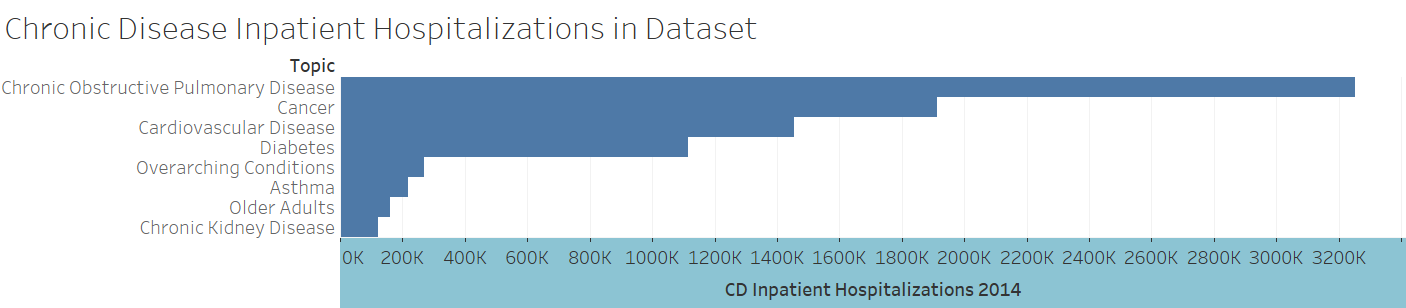 Chronic Disease Inpatient Hospitalizations in Dataset
Topic
Chronic Obstructive Pulmonary Disease
Cancer
Cardiovascular Disease
Diabetes
Overarching Conditions
Asthma
Older Adults
Chronic Kidney Disease
0K 200K 400K 600K 800K 1000K 1200K 1400K 1600K 1800K 2000K 2200K 2400K 2600K 2800K 3000K 3200K
CD Inpatient Hospitalizations 2014